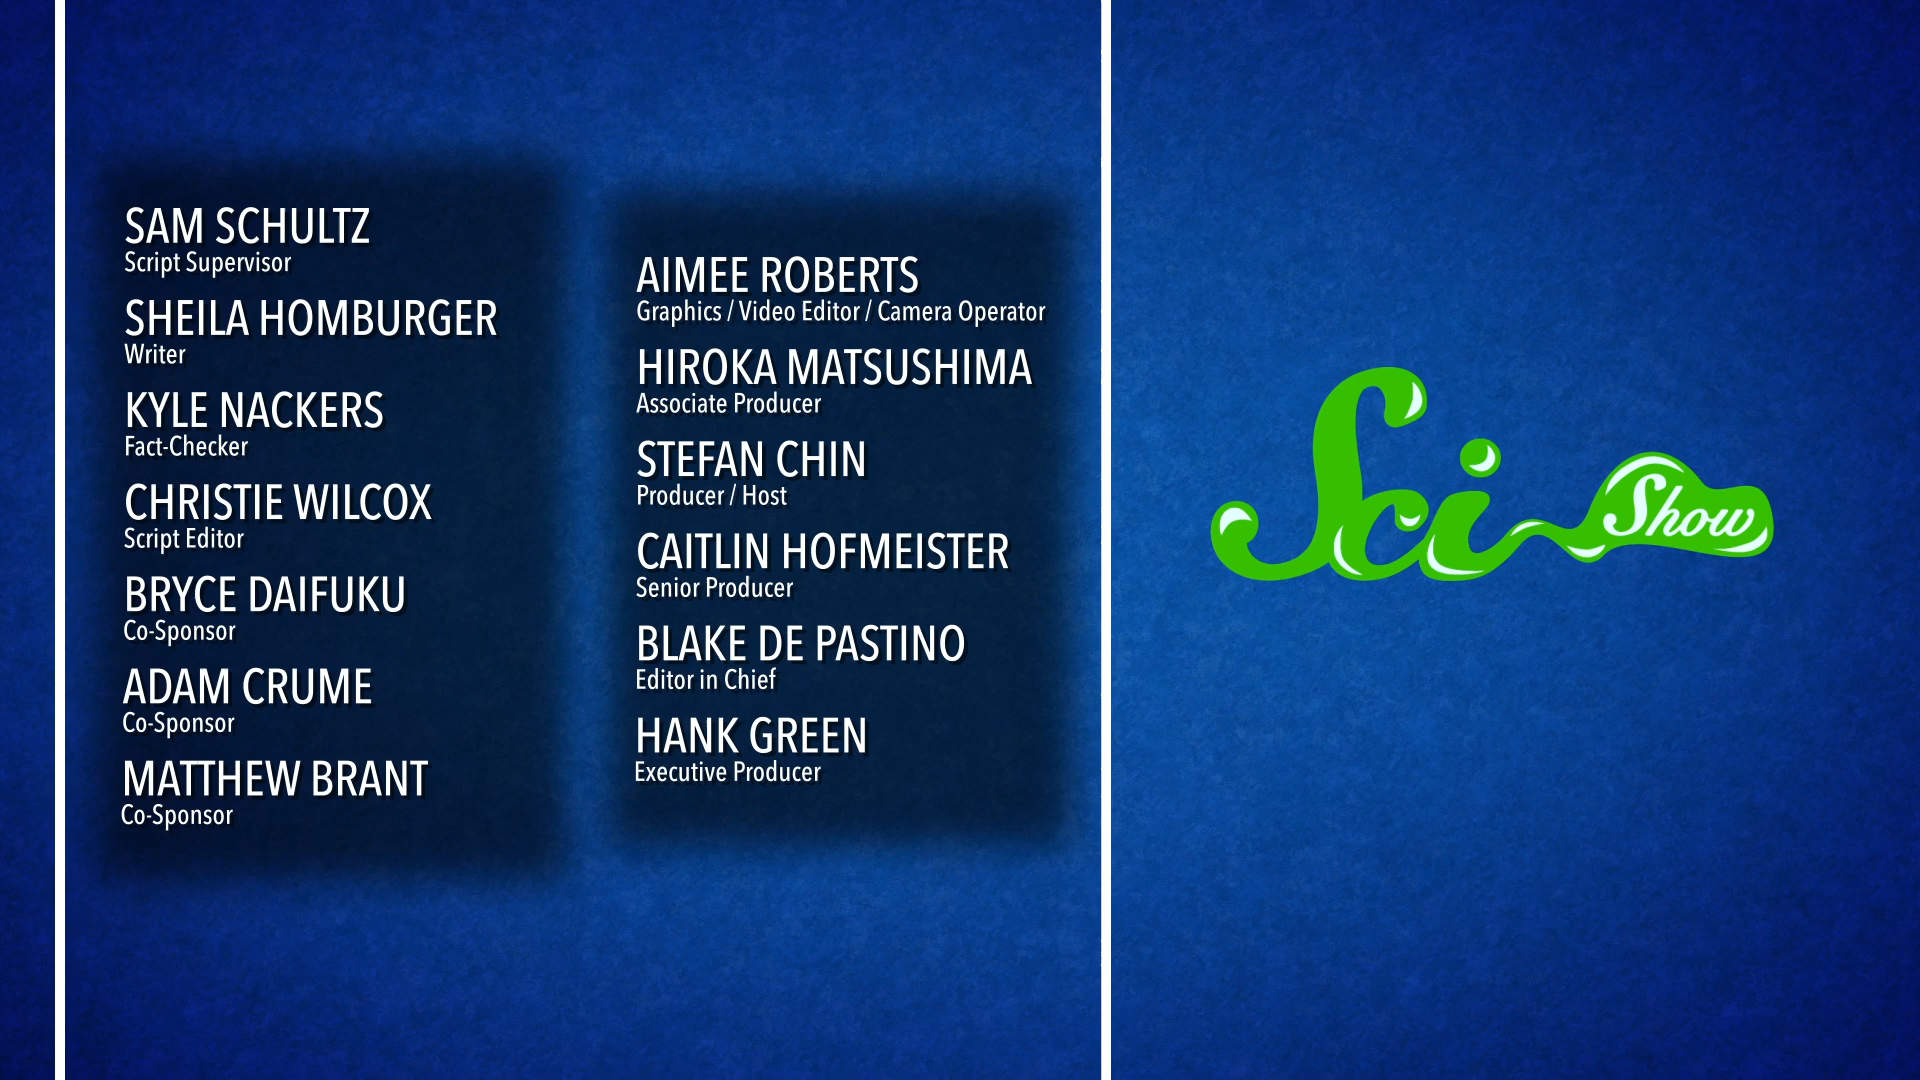 SAM SCHULTZ
Script Supervisor
SHEILA HOMBURGER
Writer
KYLE NACKERS
Fact-Checker
CHRISTIE WILCOX
Script Editor
BRYCE DAIFUKU
Co-Sponsor
ADAM CRUME
Co-Sponsor
MATTHEW BRANT
Co-Sponsor
AIMEE ROBERTS
Graphics / Video Editor / Camera Operator
HIROKA MATSUSHIMA
Associate Producer
STEFAN CHIN
Producer / Host
CAITLIN HOFMEISTER
Senior Producer
BLAKE DE PASTINO
Editor in Chief
HANK GREEN
Executive Producer
Sci Show